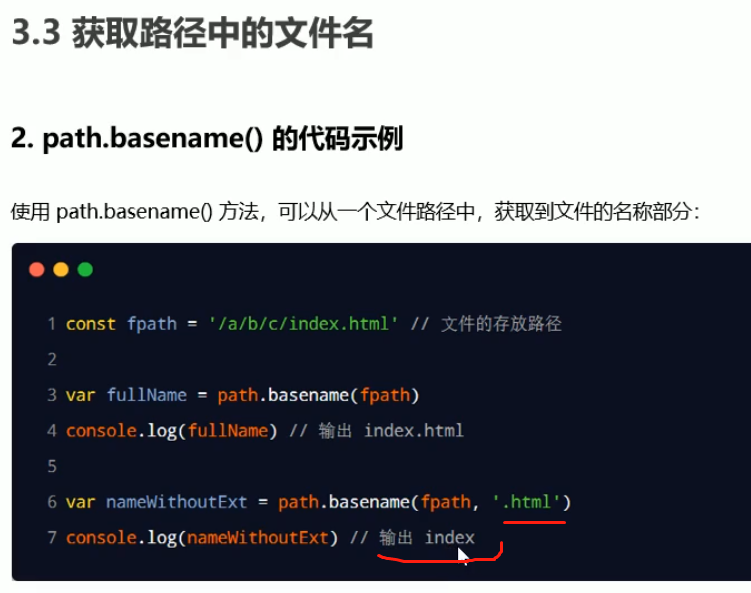 3.3 获取路径中的文件名
2. path.basename() 的代码示例
使用 path.basename() 方法，可以从一个文件路径中，获取到文件的名称部分：
1 const fpath = '/a/b/c/index.html' // 文件的存放路径
2
3 var fullName = path.basename(fpath)
4 console.log(fullName) // 输出 index.html
5
6 var nameWithoutExt = path.basename(fpath, '.html')
7 console.log(nameWithoutExt) // 输出 index